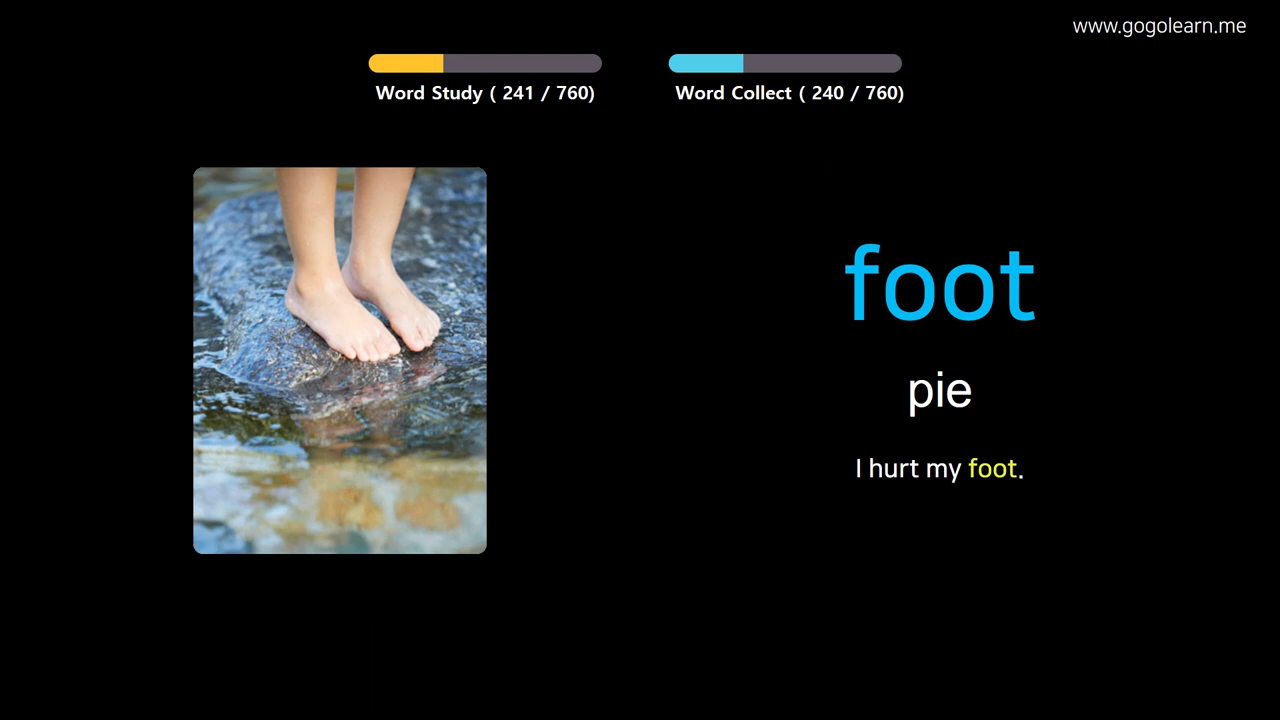 www.gogolearn.me
Word Study ( 241 / 760)
Word Collect ( 240 / 760)
foot
pie
I hurt my foot.